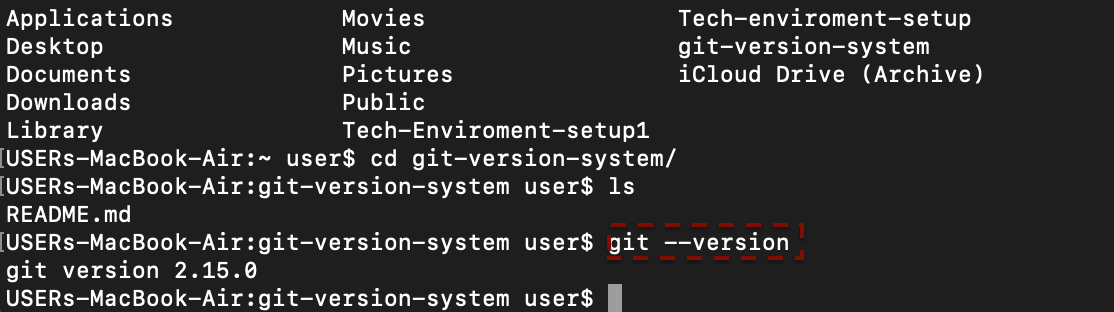 Applications Movies Tech-enviroment-setup
Desktop Music git-version-system
Documents Pictures iCloud Drive (Archive)
Downloads Public
Library Tech-Enviroment-setup1
[USERs-MacBook-Air:~ user$ cd git-version-system/
[USERs-MacBook-Air:git-version-system user$ ls
README.md
[USERs-MacBook-Air:git-version-system user$ git --version
git version 2.15.0
USERs-MacBook-Air:git-version-system user$